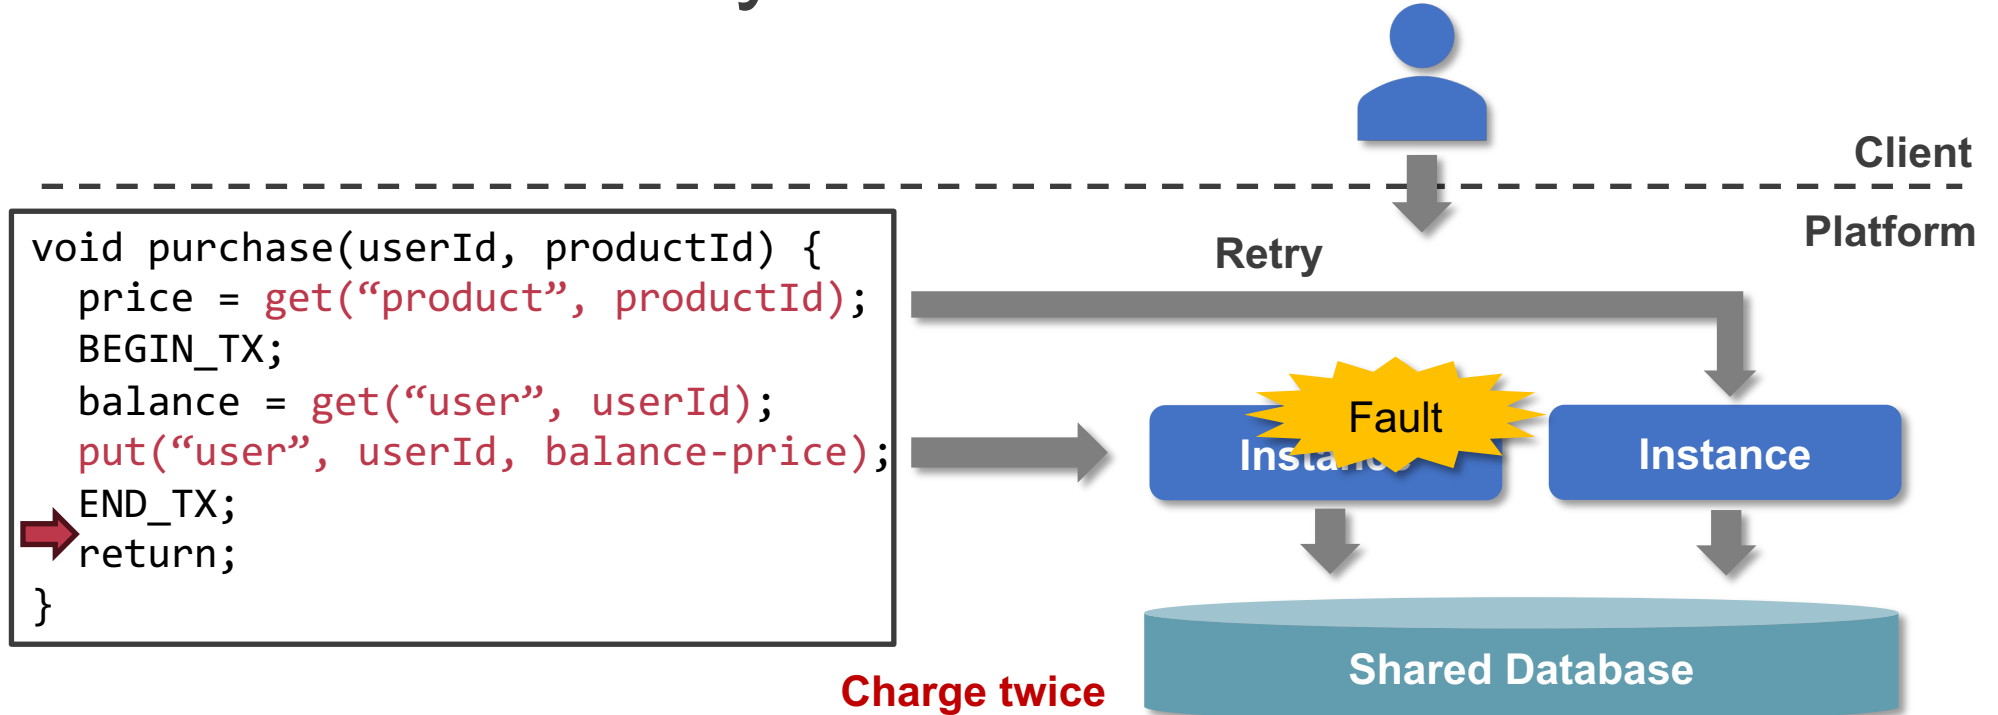 Client
Platform
void purchase(userId, productId) {
price = get(“product”, productId);
BEGIN_TX;
balance = get(“user”, userId);
put(“user”, userId, balance-price);
END_TX;
return;
}
Retry
Fault
Instance
Instance
Shared Database
Charge twice